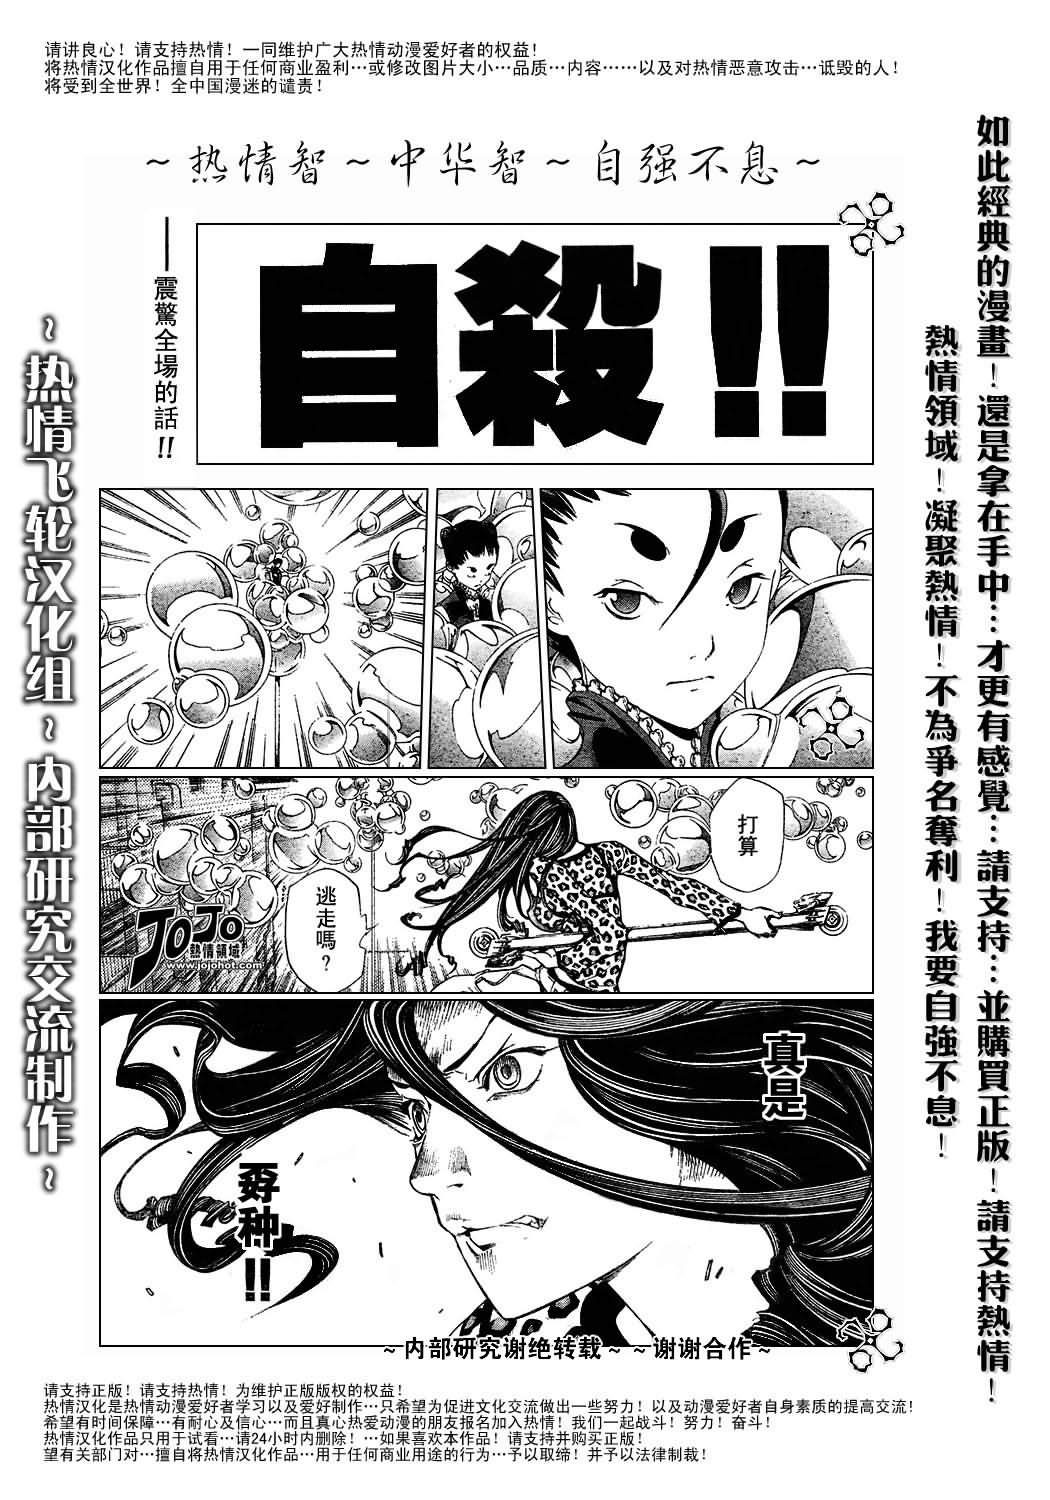 请讲良心！请支持热情！一同维护广大热情动漫爱好者的权益！
将热情汉化作品擅自用于任何商业盈利…或修改图片大小…品质…内容……以及对热情恶意攻击…诋毁的人！
将受到全世界！全中国漫迷的谴责！
～热情智～中华智～自强不息～
如此經典的漫畫！還是拿在手中…才更有感覺…請支持…並購買正版！請支持熱情！
熱情領域！凝聚熱情！不為爭名奪利！我要自強不息！
自殺!!
——震驚全場的話!!
～热情飞轮汉化组～内部研究交流制作～
打算
逃走嗎？
JOJO
熱情領域
www.jojohot.com
真是
孬种!!
～内部研究谢绝转载～～谢谢合作～
请支持正版！请支持热情！为维护正版版权的权益！
热情汉化是热情动漫爱好者学习以及爱好制作…只希望为促进文化交流做出一些努力！以及动漫爱好者自身素质的提高交流！
希望有时间保障…有耐心及信心…而且真心热爱动漫的朋友报名加入热情！我们一起战斗！努力！奋斗！
热情汉化作品只用于试看…请24小时内删除！…如果喜欢本作品！请支持并购买正版！
望有关部门对…擅自将热情汉化作品…用于任何商业用途的行为…予以取缔！并予以法律制裁！